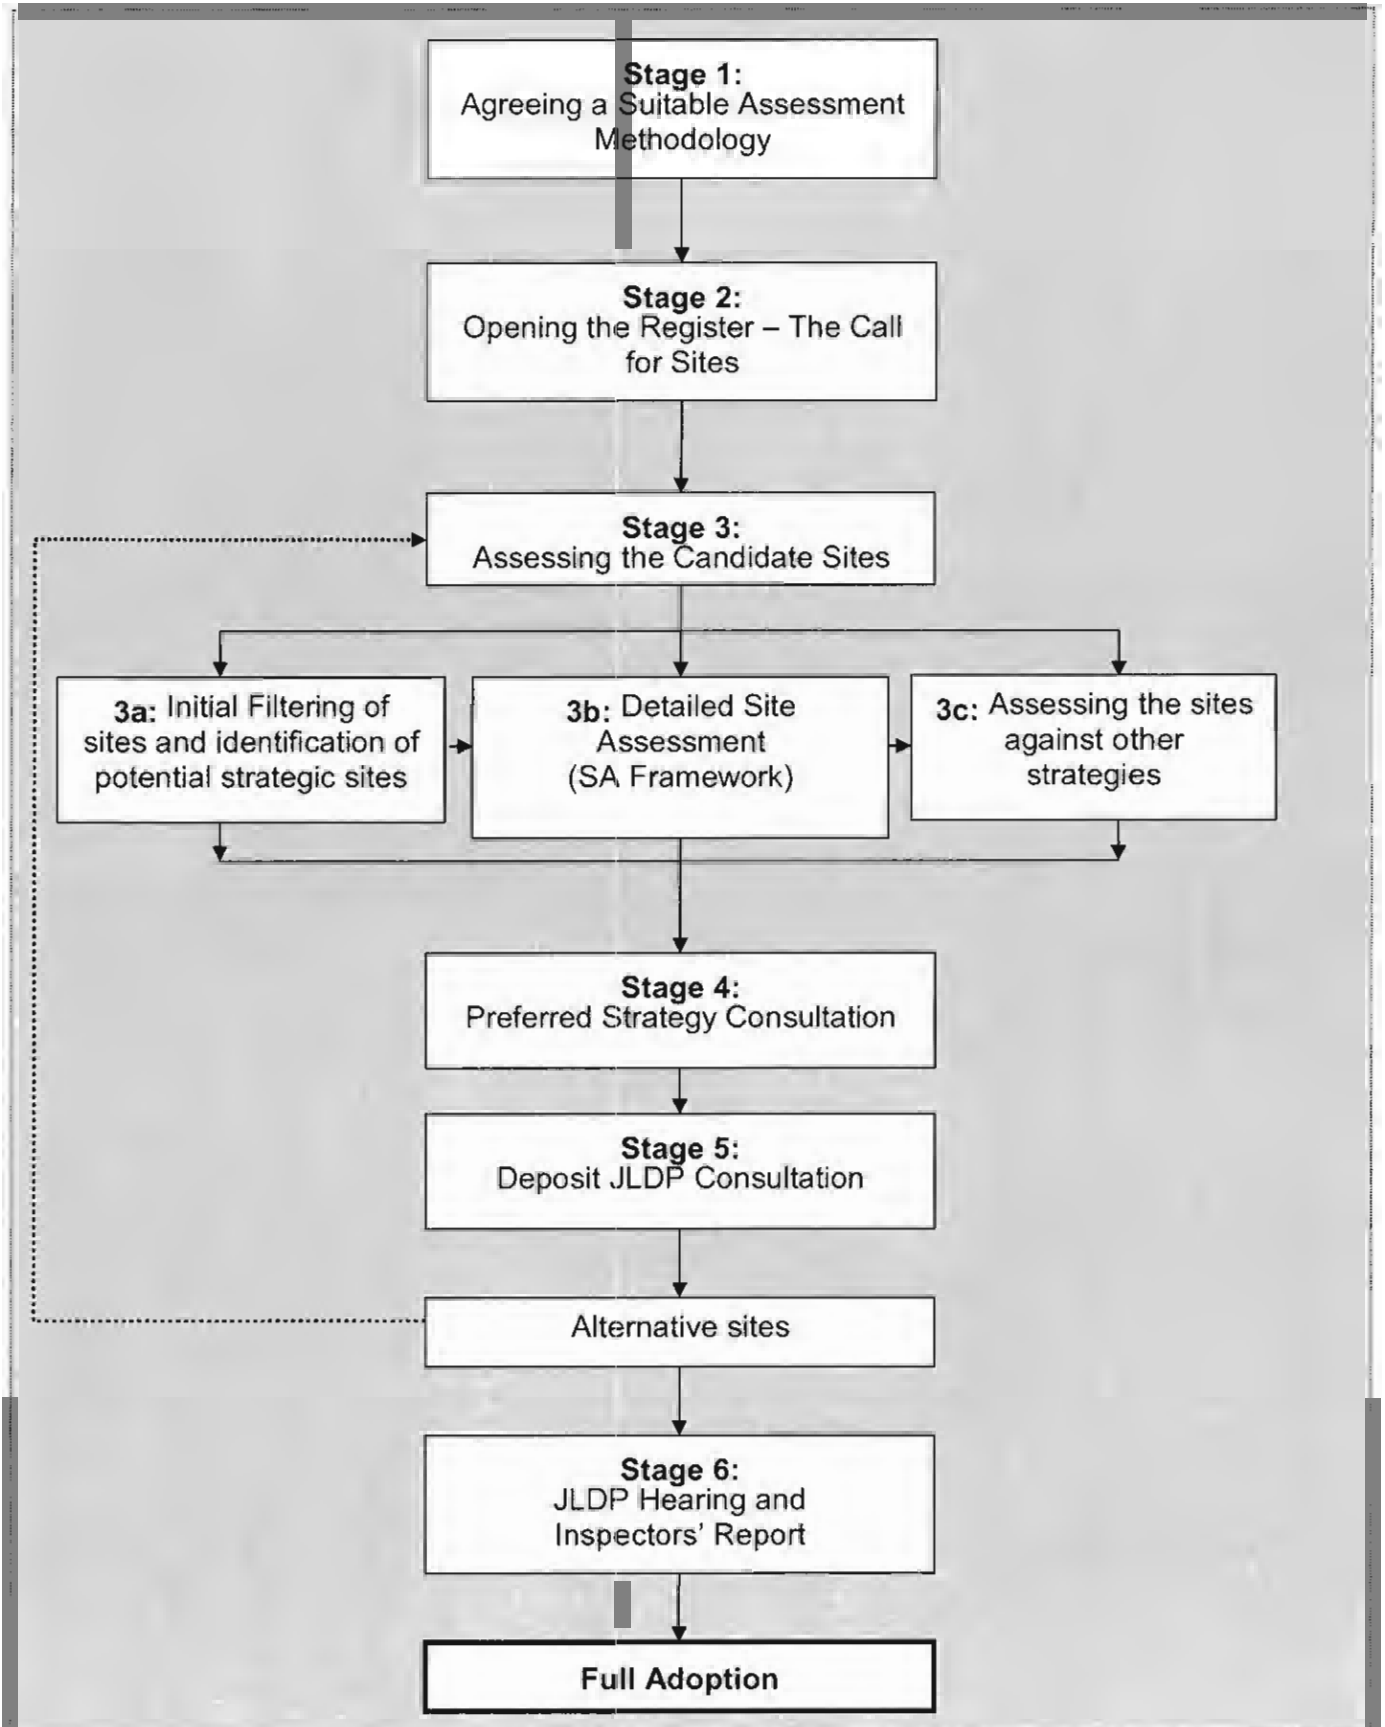 Stage 1:
Agreeing a Suitable Assessment
Methodology
Stage 2:
Opening the Register – The Call
for Sites
Stage 3:
Assessing the Candidate Sites
3a: Initial Filtering of
sites and identification of
potential strategic sites
3b: Detailed Site
Assessment
(SA Framework)
3c: Assessing the sites
against other
strategies
Stage 4:
Preferred Strategy Consultation
Stage 5:
Deposit JLDP Consultation
Alternative sites
Stage 6:
JLDP Hearing and
Inspectors’ Report
Full Adoption